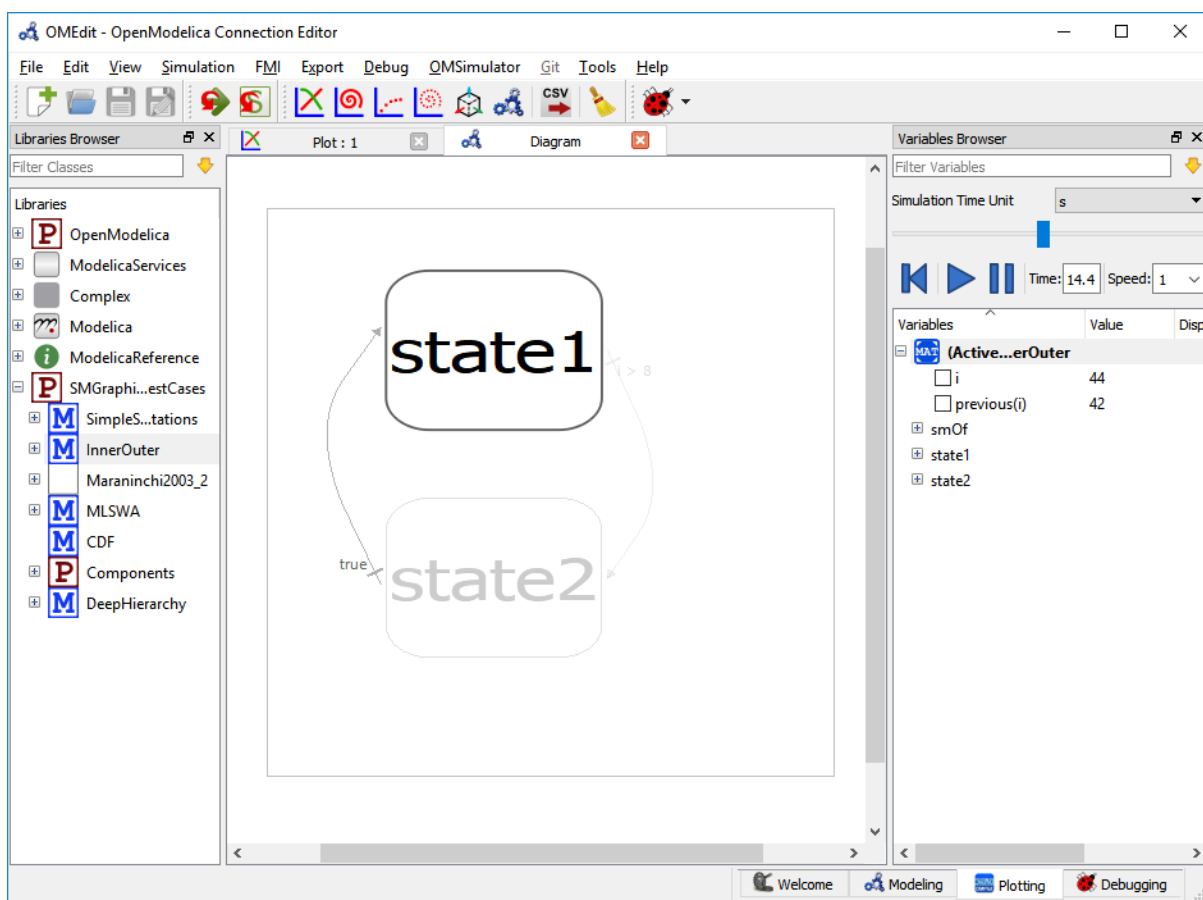 OMEdit - OpenModelica Connection Editor
File Edit View Simulation FMI Export Debug OMSimulator Git Tools Help
CSV
Libraries Browser
Filter Classes
Libraries
P OpenModelica
ModelicaServices
Complex
m Modelica
i ModelicaReference
P SMGraphi...estCases
M SimpleS...tations
M InnerOuter
Maraninchi2003_2
M MLSWA
M CDF
P Components
M DeepHierarchy
Plot : 1
Diagram
state1
i > 8
true
state2
Variables Browser
Filter Variables
Simulation Time Unit s
Time: 14.4 Speed: 1
Variables Value Disp
MAT (Active...erOuter
i 44
previous(i) 42
smOf
state1
state2
Welcome Modeling Plotting Debugging